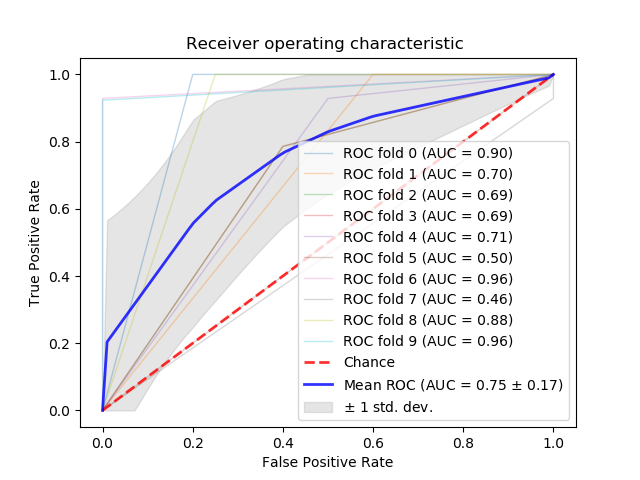 Receiver operating characteristic
True Positive Rate
1.0
0.8
0.6
0.4
0.2
0.0
ROC fold 0 (AUC = 0.90)
ROC fold 1 (AUC = 0.70)
ROC fold 2 (AUC = 0.69)
ROC fold 3 (AUC = 0.69)
ROC fold 4 (AUC = 0.71)
ROC fold 5 (AUC = 0.50)
ROC fold 6 (AUC = 0.96)
ROC fold 7 (AUC = 0.46)
ROC fold 8 (AUC = 0.88)
ROC fold 9 (AUC = 0.96)
Chance
Mean ROC (AUC = 0.75 ± 0.17)
± 1 std. dev.
0.0 0.2 0.4 0.6 0.8 1.0
False Positive Rate